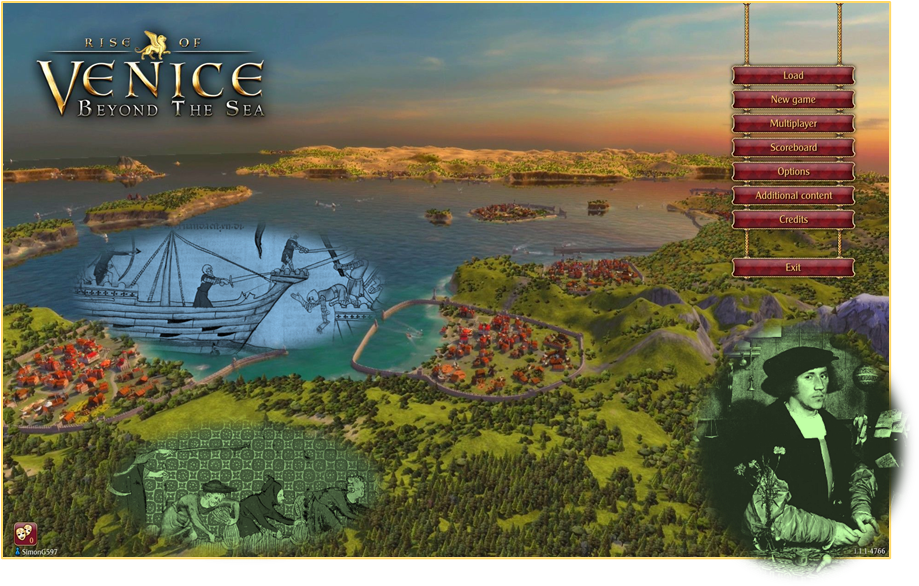 RISE OF
VENICE
BEYOND THE SEA
Load
New game
Multiplayer
Scoreboard
Options
Additional content
Credits
Exit
0
SimonG597
1.1.1-4766